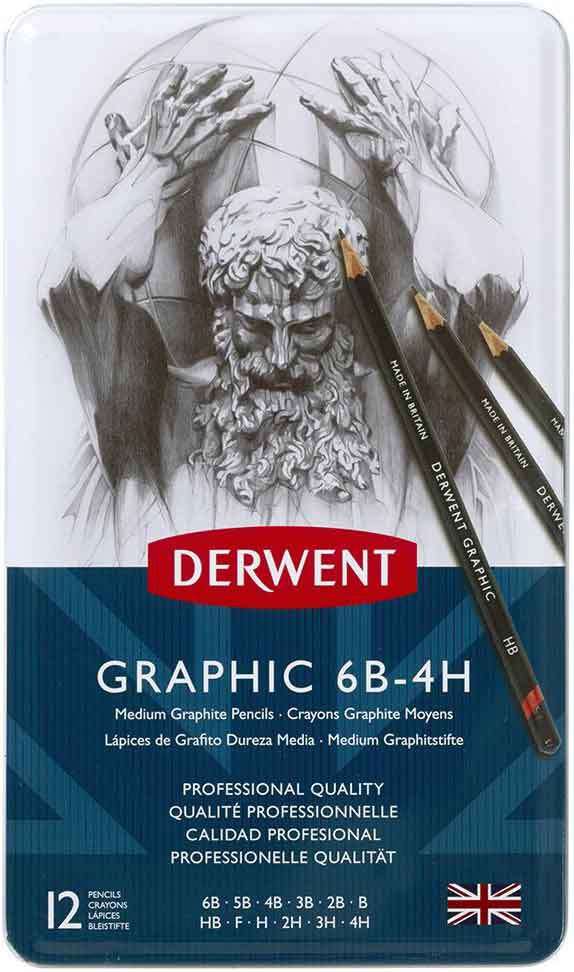 MADE IN BRITAIN
DERWENT GRAPHIC
HB
MADE IN BRITAIN
DERW
DERWENT
GRAPHIC 6B-4H
Medium Graphite Pencils · Crayons Graphite Moyens
Lápices de Grafito Dureza Media · Medium Graphitstifte
PROFESSIONAL QUALITY
QUALITÉ PROFESSIONNELLE
CALIDAD PROFESIONAL
PROFESSIONELLE QUALITÄT
12
PENCILS
CRAYONS
LÁPICES
BLEISTIFTE
6B · 5B · 4B · 3B · 2B · B
HB · F · H · 2H · 3H · 4H